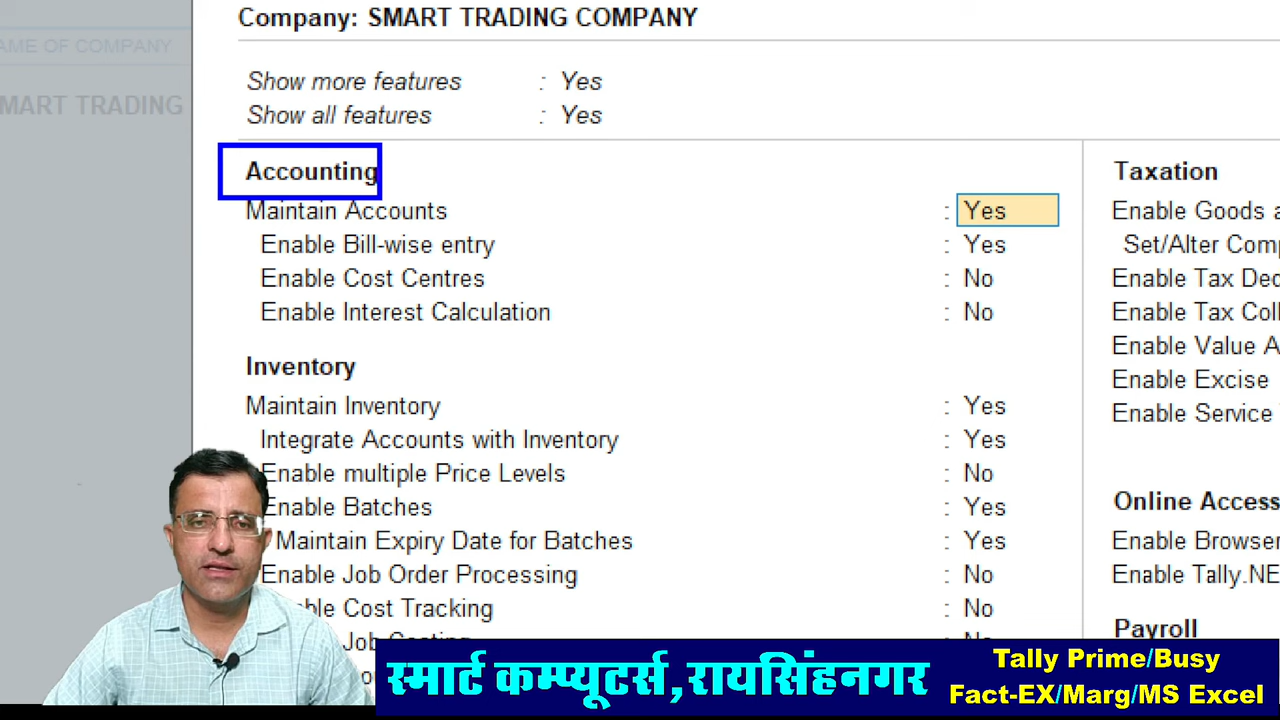 Company: SMART TRADING COMPANY
AME OF COMPANY
MART TRADING
Show more features : Yes
Show all features : Yes
Accounting
Maintain Accounts : Yes
Enable Bill-wise entry : Yes
Enable Cost Centres : No
Enable Interest Calculation : No
Inventory
Maintain Inventory : Yes
Integrate Accounts with Inventory : Yes
Enable multiple Price Levels : No
Enable Batches : Yes
Maintain Expiry Date for Batches : Yes
Enable Job Order Processing : No
Cost Tracking : No
Job
Taxation
Enable Goods
Set/Alter Comp
Enable Tax Dec
Enable Tax Coll
Enable Value A
Enable Excise
Enable Service
Online Access
Enable Browser
Enable Tally.NE
Payroll
स्मार्ट कम्प्यूटर्स,रायसिंहनगर
Tally Prime/Busy
Fact-EX/Marg/MS Excel